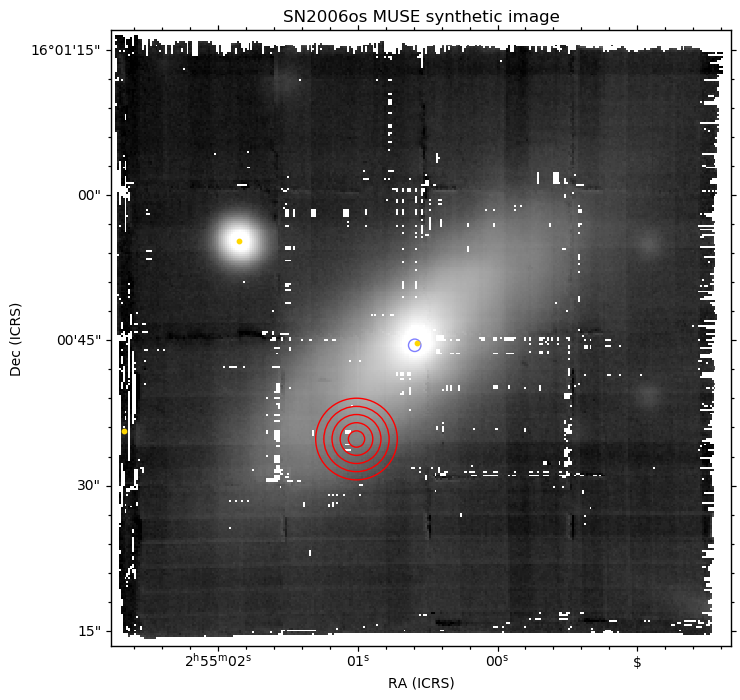 SN2006os MUSE synthetic image
16°01'15"
00"
00'45"
30"
15"
Dec (ICRS)
2ʰ55ᵐ02ˢ 01ˢ 00ˢ $
RA (ICRS)